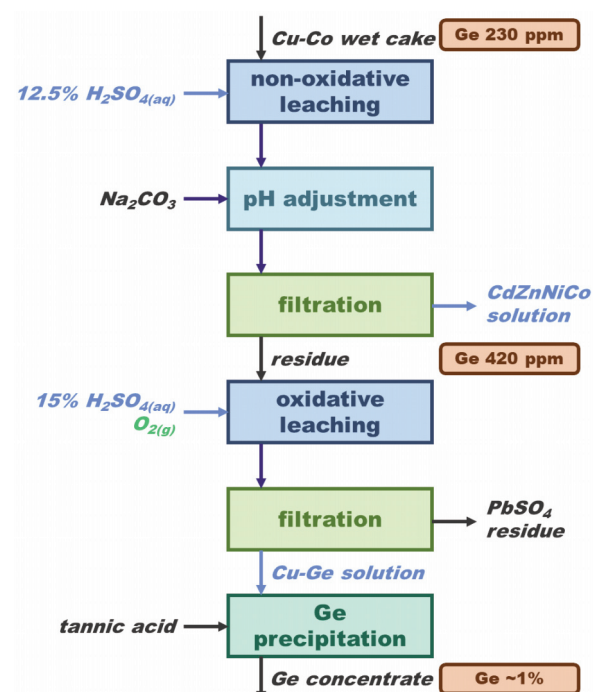 Cu-Co wet cake
Ge 230 ppm
12.5% H₂SO₄(aq)
non-oxidative
leaching
Na₂CO₃
pH adjustment
filtration
CdZnNiCo
solution
residue
Ge 420 ppm
15% H₂SO₄(aq)
O₂(g)
oxidative
leaching
filtration
PbSO₄
residue
Cu-Ge solution
tannic acid
Ge
precipitation
Ge concentrate
Ge ~1%